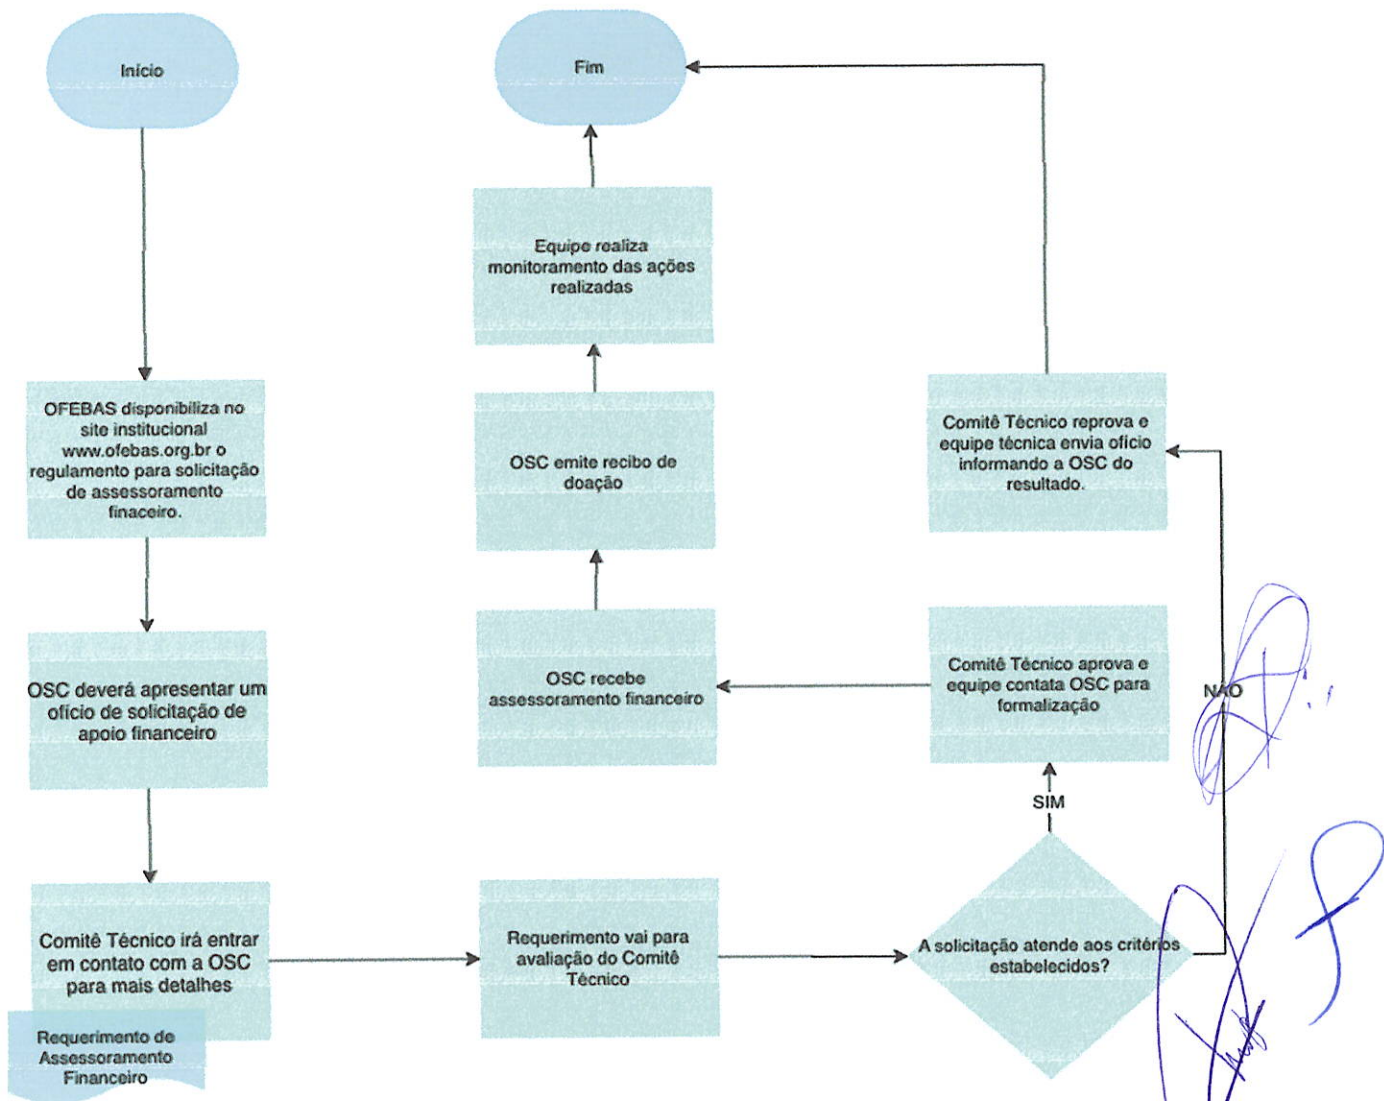 Início
OFEBAS disponibiliza no
site institucional
www.ofebas.org.br o
regulamento para solicitação
de assessoramento
finaceiro.
OSC deverá apresentar um
ofício de solicitação de
apoio financeiro
Comitê Técnico irá entrar
em contato com a OSC
para mais detalhes
Requerimento de
Assessoramento
Financeiro
Requerimento vai para
avaliação do Comitê
Técnico
A solicitação atende aos critérios
estabelecidos?
SIM
Comitê Técnico aprova e
equipe contata OSC para
formalização
OSC recebe
assessoramento financeiro
OSC emite recibo de
doação
Equipe realiza
monitoramento das ações
realizadas
NÃO
Comitê Técnico reprova e
equipe técnica envia ofício
informando a OSC do
resultado.
Fim